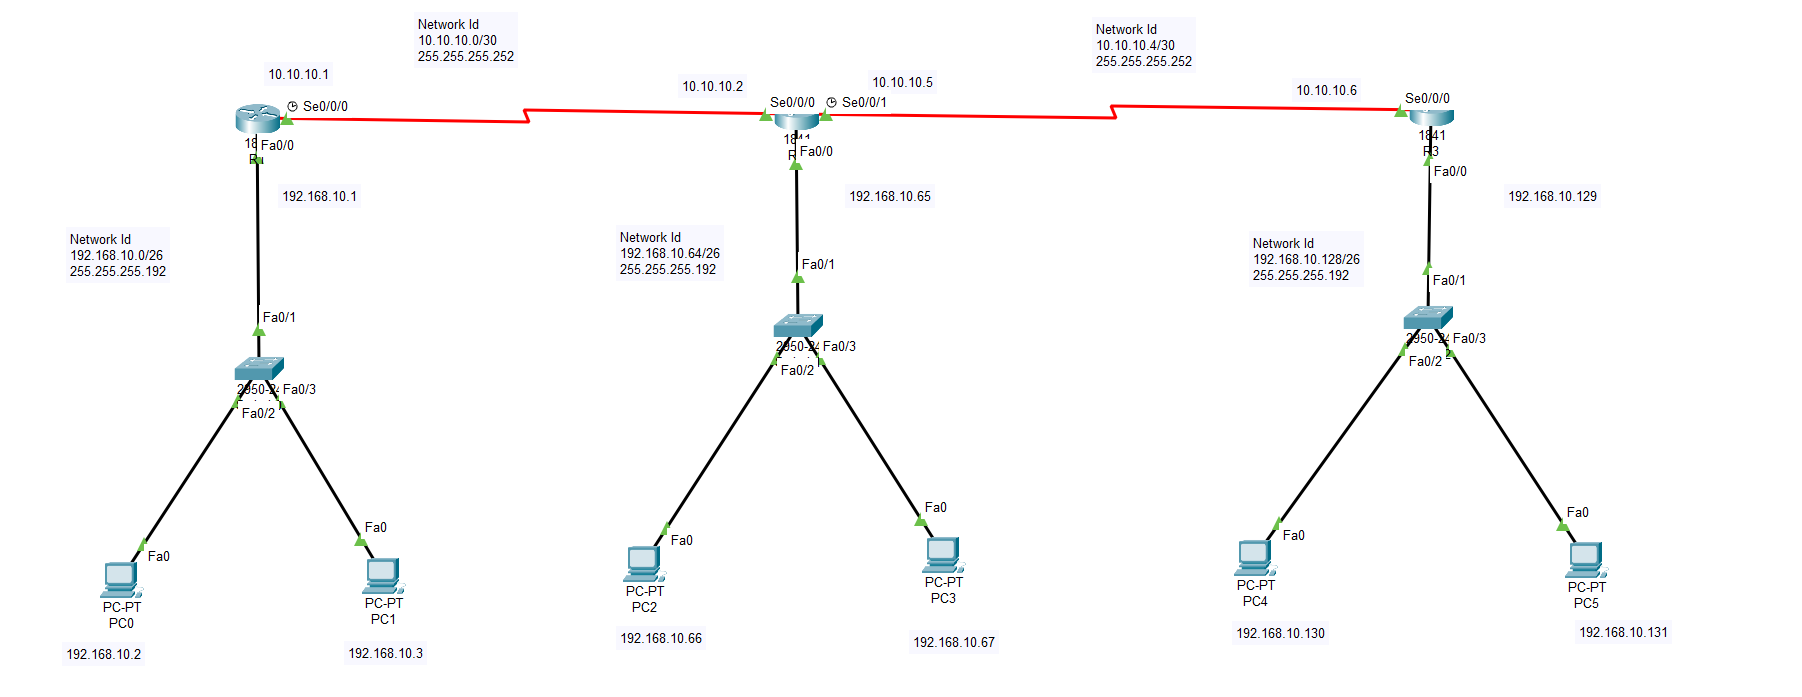 Network Id
10.10.10.0/30
255.255.255.252
Network Id
10.10.10.4/30
255.255.255.252
10.10.10.1
10.10.10.2
10.10.10.5
10.10.10.6
Se0/0/0
Se0/0/0
Se0/0/1
Se0/0/0
Fa0/0
Fa0/0
1841
R3
Fa0/0
192.168.10.1
192.168.10.65
192.168.10.129
Network Id
192.168.10.0/26
255.255.255.192
Network Id
192.168.10.64/26
255.255.255.192
Network Id
192.168.10.128/26
255.255.255.192
Fa0/1
Fa0/1
Fa0/1
Fa0/3
Fa0/2
Fa0/3
Fa0/2
Fa0/3
Fa0/2
Fa0
Fa0
Fa0
Fa0
Fa0
Fa0
PC-PT
PC0
PC-PT
PC1
PC-PT
PC2
PC-PT
PC3
PC-PT
PC4
PC-PT
PC5
192.168.10.2
192.168.10.3
192.168.10.66
192.168.10.67
192.168.10.130
192.168.10.131